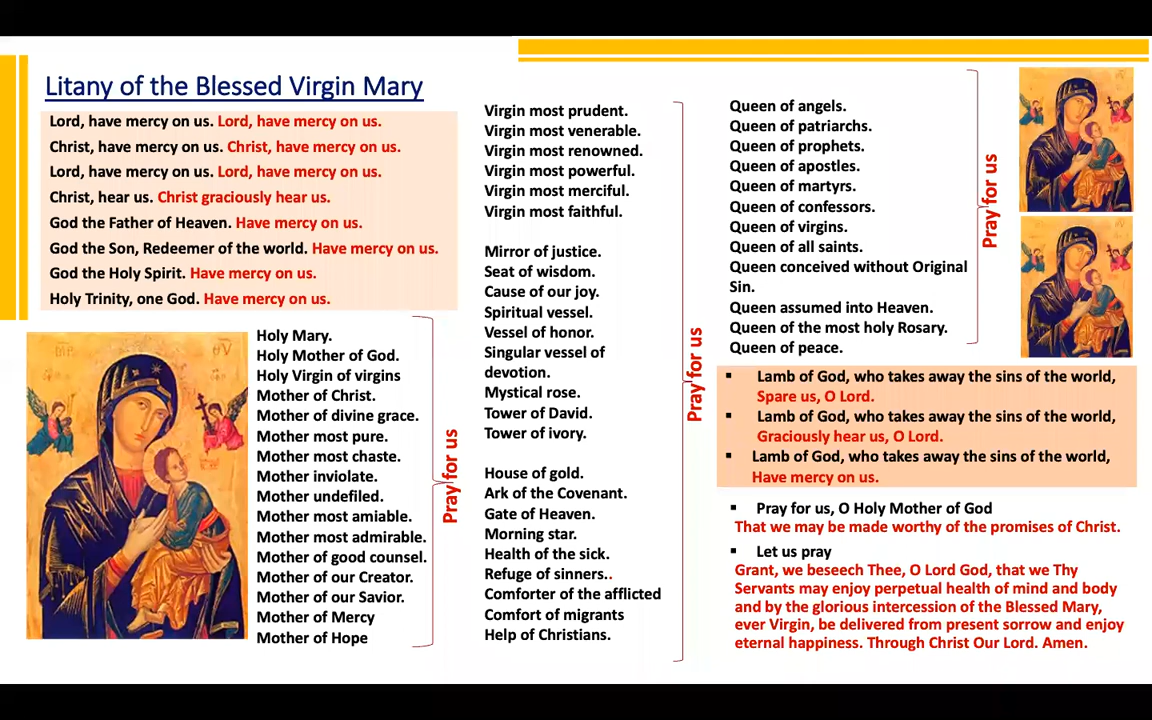 Litany of the Blessed Virgin Mary
Lord, have mercy on us. Lord, have mercy on us.
Christ, have mercy on us. Christ, have mercy on us.
Lord, have mercy on us. Lord, have mercy on us.
Christ, hear us. Christ graciously hear us.
God the Father of Heaven. Have mercy on us.
God the Son, Redeemer of the world. Have mercy on us.
God the Holy Spirit. Have mercy on us.
Holy Trinity, one God. Have mercy on us.
Holy Mary.
Holy Mother of God.
Holy Virgin of virgins
Mother of Christ.
Mother of divine grace.
Mother most pure.
Mother most chaste.
Mother inviolate.
Mother undefiled.
Mother most amiable.
Mother most admirable.
Mother of good counsel.
Mother of our Creator.
Mother of our Savior.
Mother of Mercy
Mother of Hope
Pray for us
Virgin most prudent.
Virgin most venerable.
Virgin most renowned.
Virgin most powerful.
Virgin most merciful.
Virgin most faithful.
Mirror of justice.
Seat of wisdom.
Cause of our joy.
Spiritual vessel.
Vessel of honor.
Singular vessel of
devotion.
Mystical rose.
Tower of David.
Tower of ivory.
House of gold.
Ark of the Covenant.
Gate of Heaven.
Morning star.
Health of the sick.
Refuge of sinners..
Comforter of the afflicted
Comfort of migrants
Help of Christians.
Pray for us
Queen of angels.
Queen of patriarchs.
Queen of prophets.
Queen of apostles.
Queen of martyrs.
Queen of confessors.
Queen of virgins.
Queen of all saints.
Queen conceived without Original
Sin.
Queen assumed into Heaven.
Queen of the most holy Rosary.
Queen of peace.
Pray for us
▪ Lamb of God, who takes away the sins of the world,
Spare us, O Lord.
▪ Lamb of God, who takes away the sins of the world,
Graciously hear us, O Lord.
▪ Lamb of God, who takes away the sins of the world,
Have mercy on us.
▪ Pray for us, O Holy Mother of God
That we may be made worthy of the promises of Christ.
▪ Let us pray
Grant, we beseech Thee, O Lord God, that we Thy
Servants may enjoy perpetual health of mind and body
and by the glorious intercession of the Blessed Mary,
ever Virgin, be delivered from present sorrow and enjoy
eternal happiness. Through Christ Our Lord. Amen.